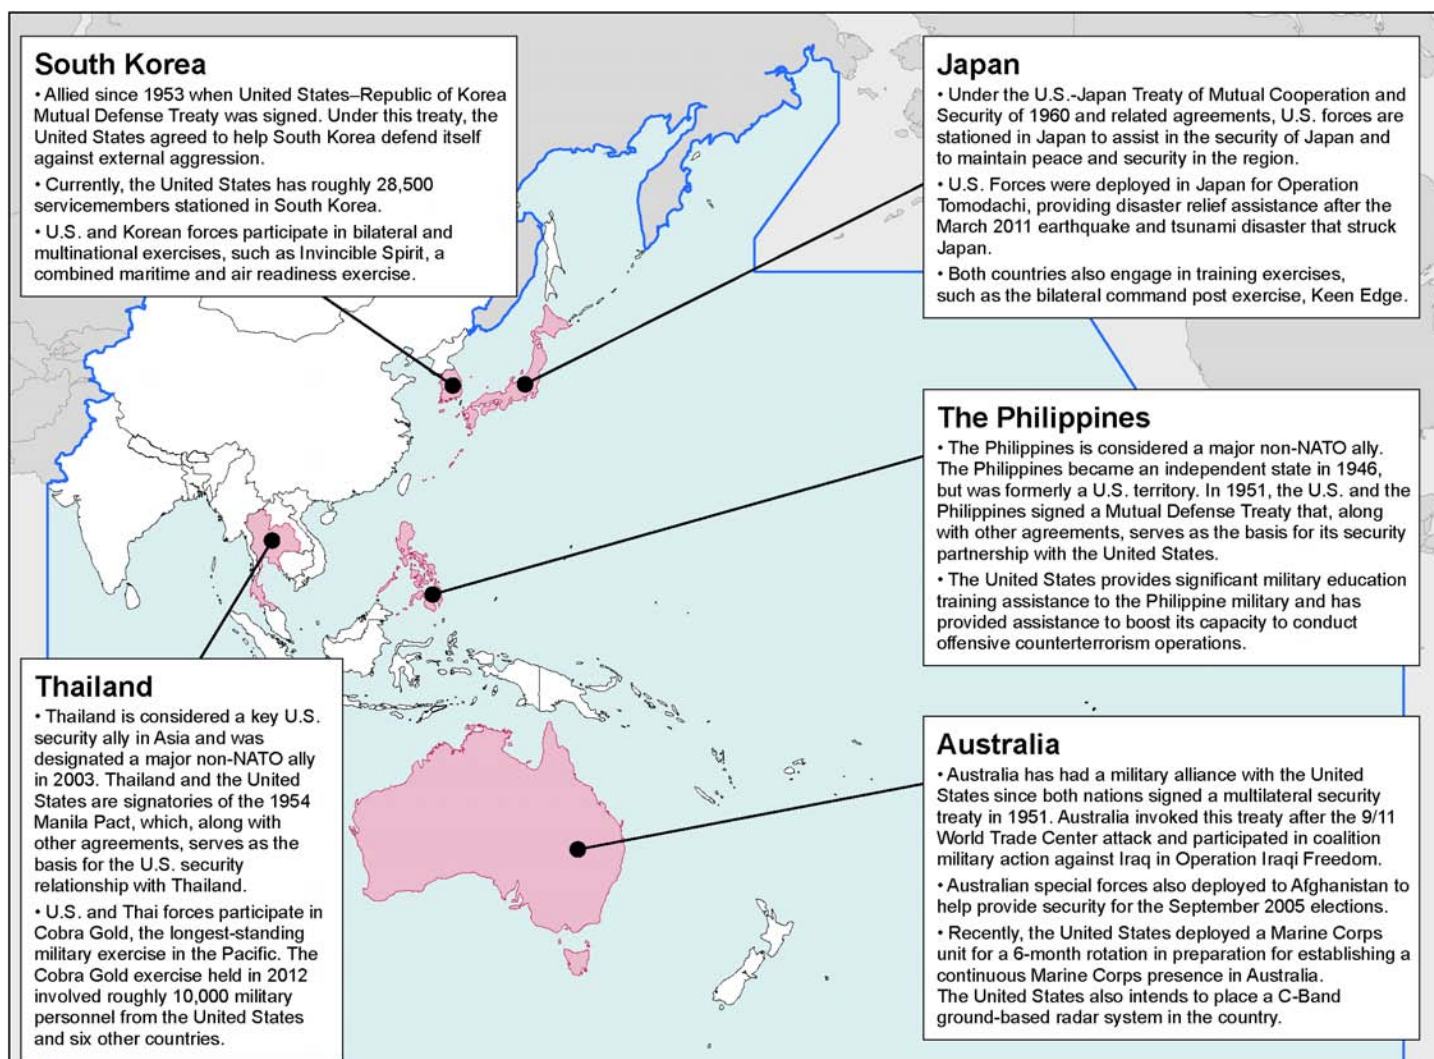 South Korea
• Allied since 1953 when United States–Republic of Korea
Mutual Defense Treaty was signed. Under this treaty, the
United States agreed to help South Korea defend itself
against external aggression.
• Currently, the United States has roughly 28,500
servicemembers stationed in South Korea.
• U.S. and Korean forces participate in bilateral and
multinational exercises, such as Invincible Spirit, a
combined maritime and air readiness exercise.
Japan
• Under the U.S.-Japan Treaty of Mutual Cooperation and
Security of 1960 and related agreements, U.S. forces are
stationed in Japan to assist in the security of Japan and
to maintain peace and security in the region.
• U.S. Forces were deployed in Japan for Operation
Tomodachi, providing disaster relief assistance after the
March 2011 earthquake and tsunami disaster that struck
Japan.
• Both countries also engage in training exercises,
such as the bilateral command post exercise, Keen Edge.
The Philippines
• The Philippines is considered a major non-NATO ally.
The Philippines became an independent state in 1946,
but was formerly a U.S. territory. In 1951, the U.S. and the
Philippines signed a Mutual Defense Treaty that, along
with other agreements, serves as the basis for its security
partnership with the United States.
• The United States provides significant military education
training assistance to the Philippine military and has
provided assistance to boost its capacity to conduct
offensive counterterrorism operations.
Thailand
• Thailand is considered a key U.S.
security ally in Asia and was
designated a major non-NATO ally
in 2003. Thailand and the United
States are signatories of the 1954
Manila Pact, which, along with
other agreements, serves as the
basis for the U.S. security
relationship with Thailand.
• U.S. and Thai forces participate in
Cobra Gold, the longest-standing
military exercise in the Pacific. The
Cobra Gold exercise held in 2012
involved roughly 10,000 military
personnel from the United States
and six other countries.
Australia
• Australia has had a military alliance with the United
States since both nations signed a multilateral security
treaty in 1951. Australia invoked this treaty after the 9/11
World Trade Center attack and participated in coalition
military action against Iraq in Operation Iraqi Freedom.
• Australian special forces also deployed to Afghanistan to
help provide security for the September 2005 elections.
• Recently, the United States deployed a Marine Corps
unit for a 6-month rotation in preparation for establishing a
continuous Marine Corps presence in Australia.
The United States also intends to place a C-Band
ground-based radar system in the country.